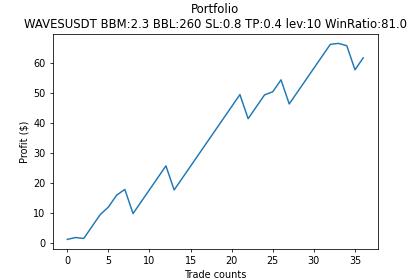 Portfolio
WAVESUSDT BBM:2.3 BBL:260 SL:0.8 TP:0.4 lev:10 WinRatio:81.0
Profit ($)
60
50
40
30
20
10
0
0 5 10 15 20 25 30 35
Trade counts